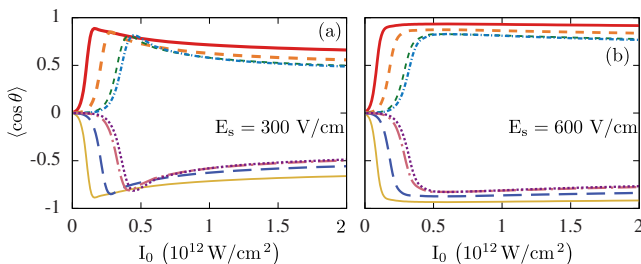 1
0.5
0
-0.5
-1
⟨cos θ⟩
(a)
E_s = 300 V/cm
0 0.5 1 1.5 2
I_0 (10^12 W/cm^2)
(b)
E_s = 600 V/cm
0 0.5 1 1.5 2
I_0 (10^12 W/cm^2)